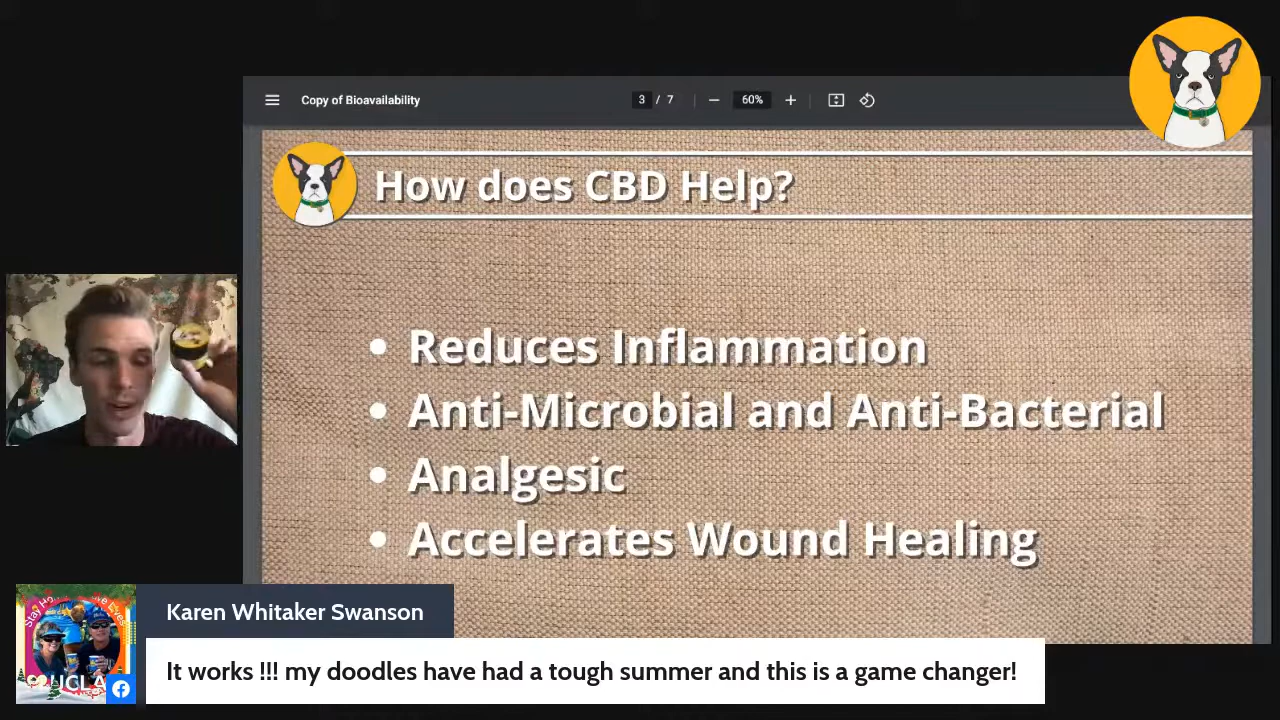 Copy of Bioavailability
3 / 7
60%
How does CBD Help?
Reduces Inflammation
Anti-Microbial and Anti-Bacterial
Analgesic
Accelerates Wound Healing
Karen Whitaker Swanson
It works !!! my doodles have had a tough summer and this is a game changer!
UCLA